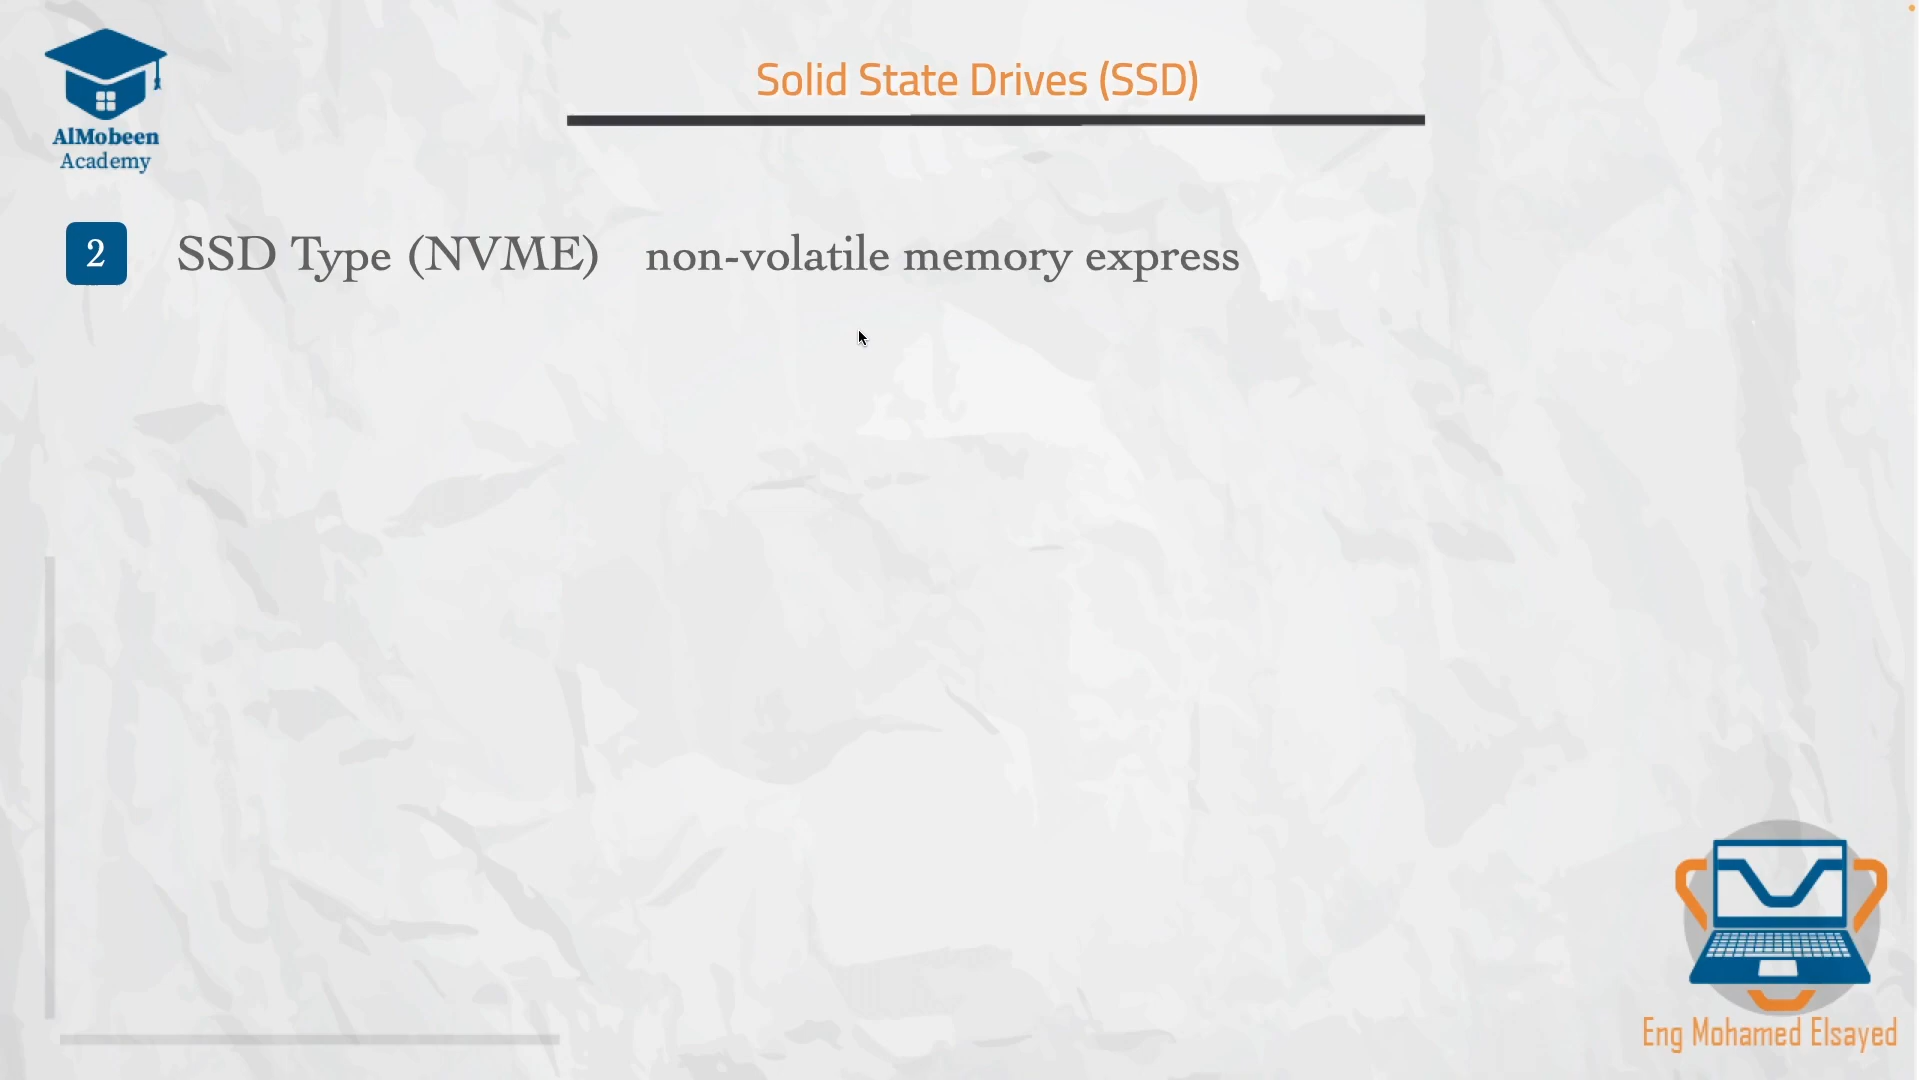 Solid State Drives (SSD)
AlMobeen
Academy
2 SSD Type (NVME) non-volatile memory express
Eng Mohamed Elsayed